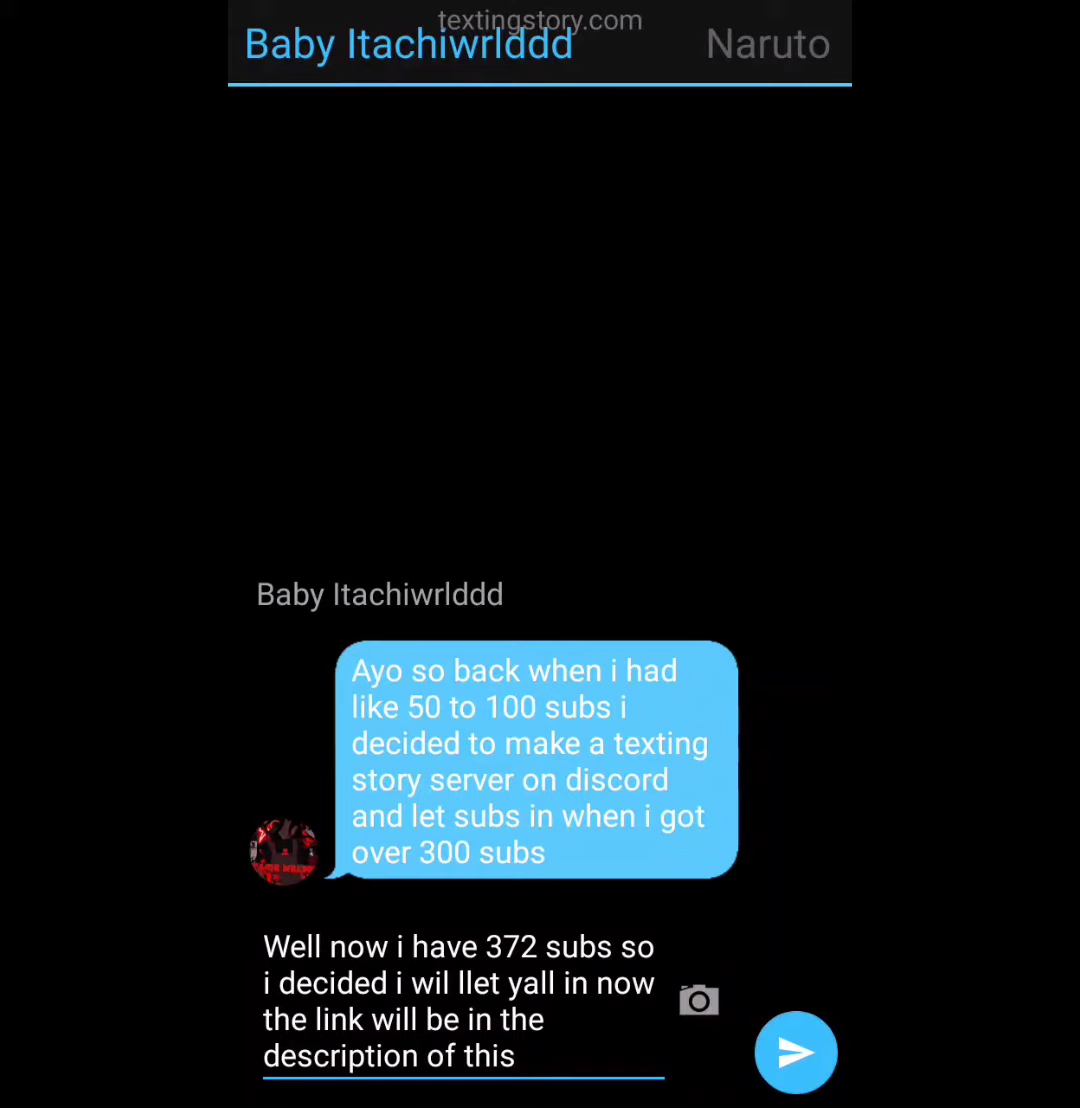 textingstory.com
Baby Itachiwrlddd Naruto
Baby Itachiwrlddd
Ayo so back when i had
like 50 to 100 subs i
decided to make a texting
story server on discord
and let subs in when i got
over 300 subs
Well now i have 372 subs so
i decided i wil llet yall in now
the link will be in the
description of this